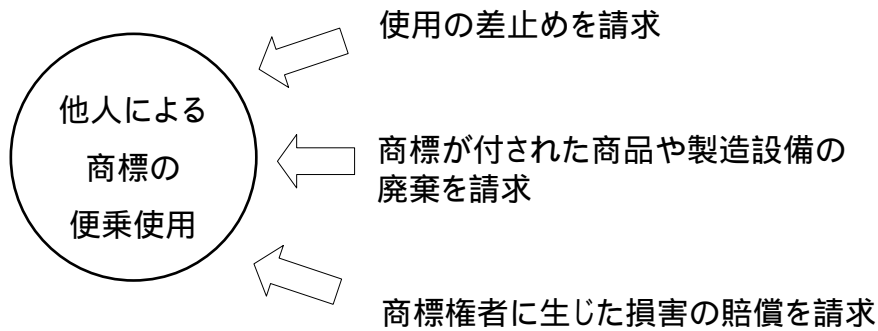 他人による
商標の
便乗使用
使用の差止めを請求
商標が付された商品や製造設備の
廃棄を請求
商標権者に生じた損害の賠償を請求